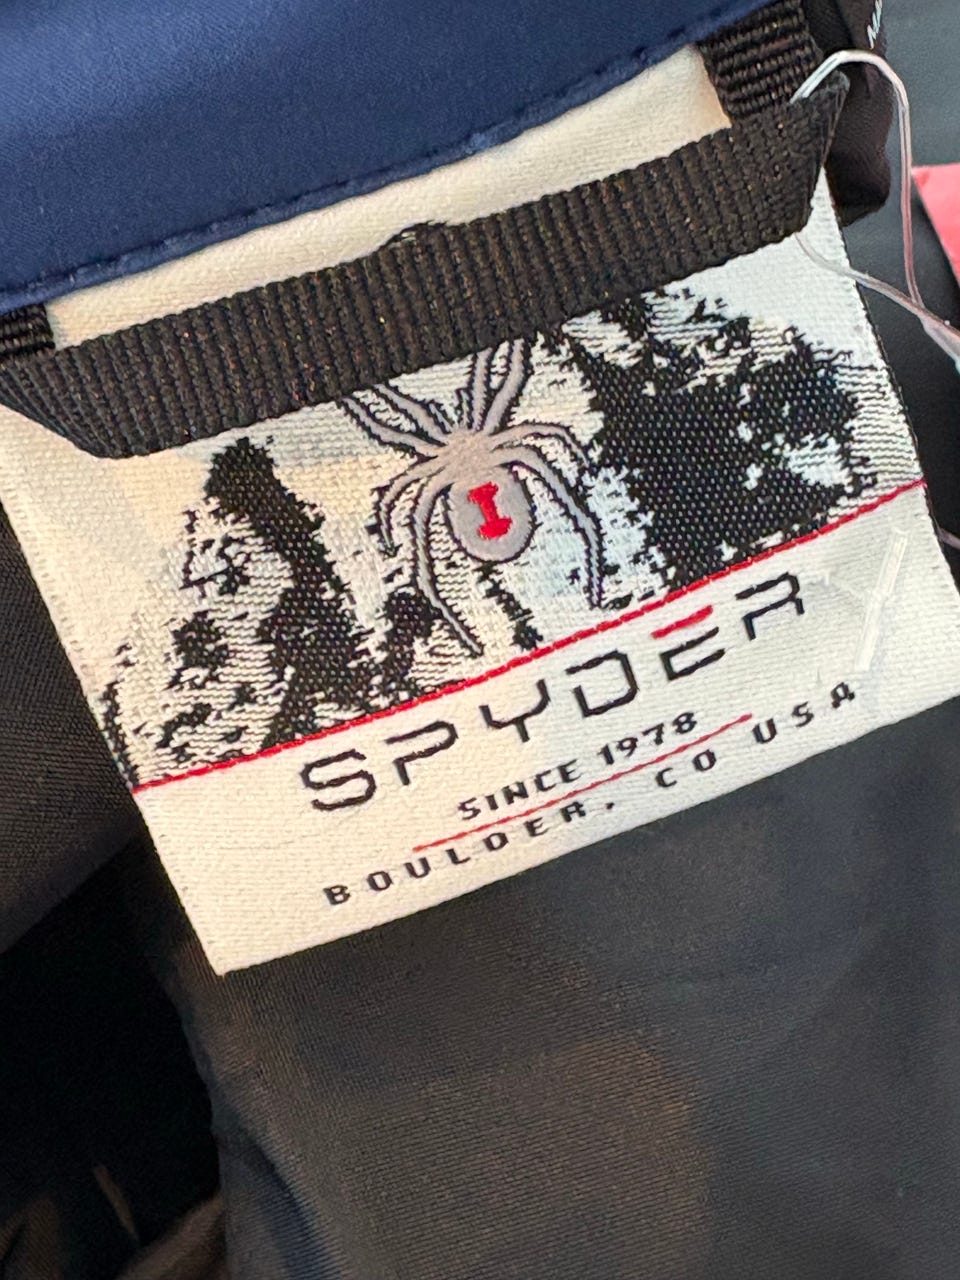 SPYDER
SINCE 1978
BOULDER, CO USA